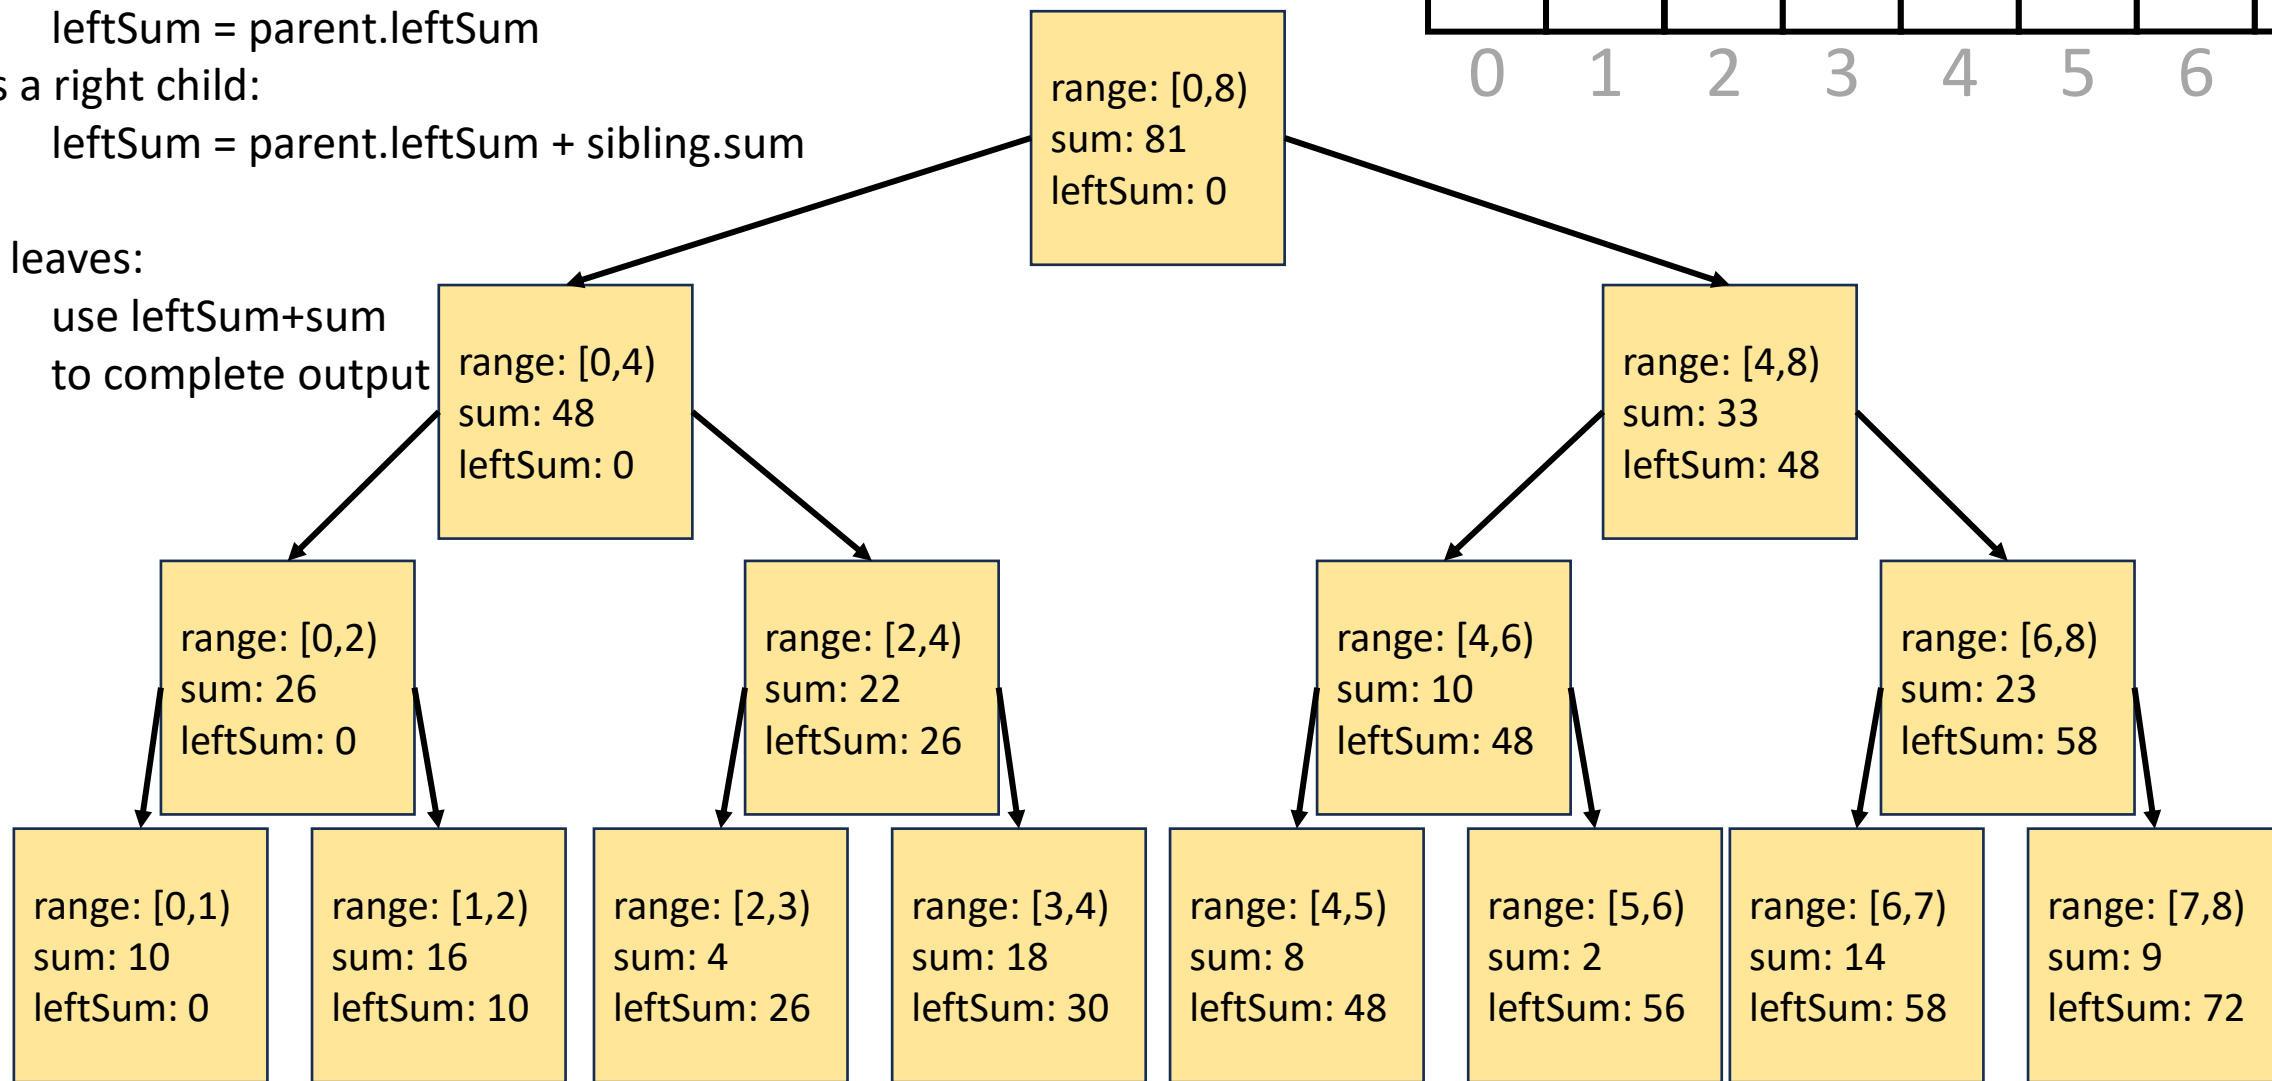 leftSum = parent.leftSum
s a right child:
leftSum = parent.leftSum + sibling.sum
leaves:
use leftSum+sum
to complete output
0 1 2 3 4 5 6
range: [0,8)
sum: 81
leftSum: 0
range: [0,4)
sum: 48
leftSum: 0
range: [4,8)
sum: 33
leftSum: 48
range: [0,2)
sum: 26
leftSum: 0
range: [2,4)
sum: 22
leftSum: 26
range: [4,6)
sum: 10
leftSum: 48
range: [6,8)
sum: 23
leftSum: 58
range: [0,1)
sum: 10
leftSum: 0
range: [1,2)
sum: 16
leftSum: 10
range: [2,3)
sum: 4
leftSum: 26
range: [3,4)
sum: 18
leftSum: 30
range: [4,5)
sum: 8
leftSum: 48
range: [5,6)
sum: 2
leftSum: 56
range: [6,7)
sum: 14
leftSum: 58
range: [7,8)
sum: 9
leftSum: 72